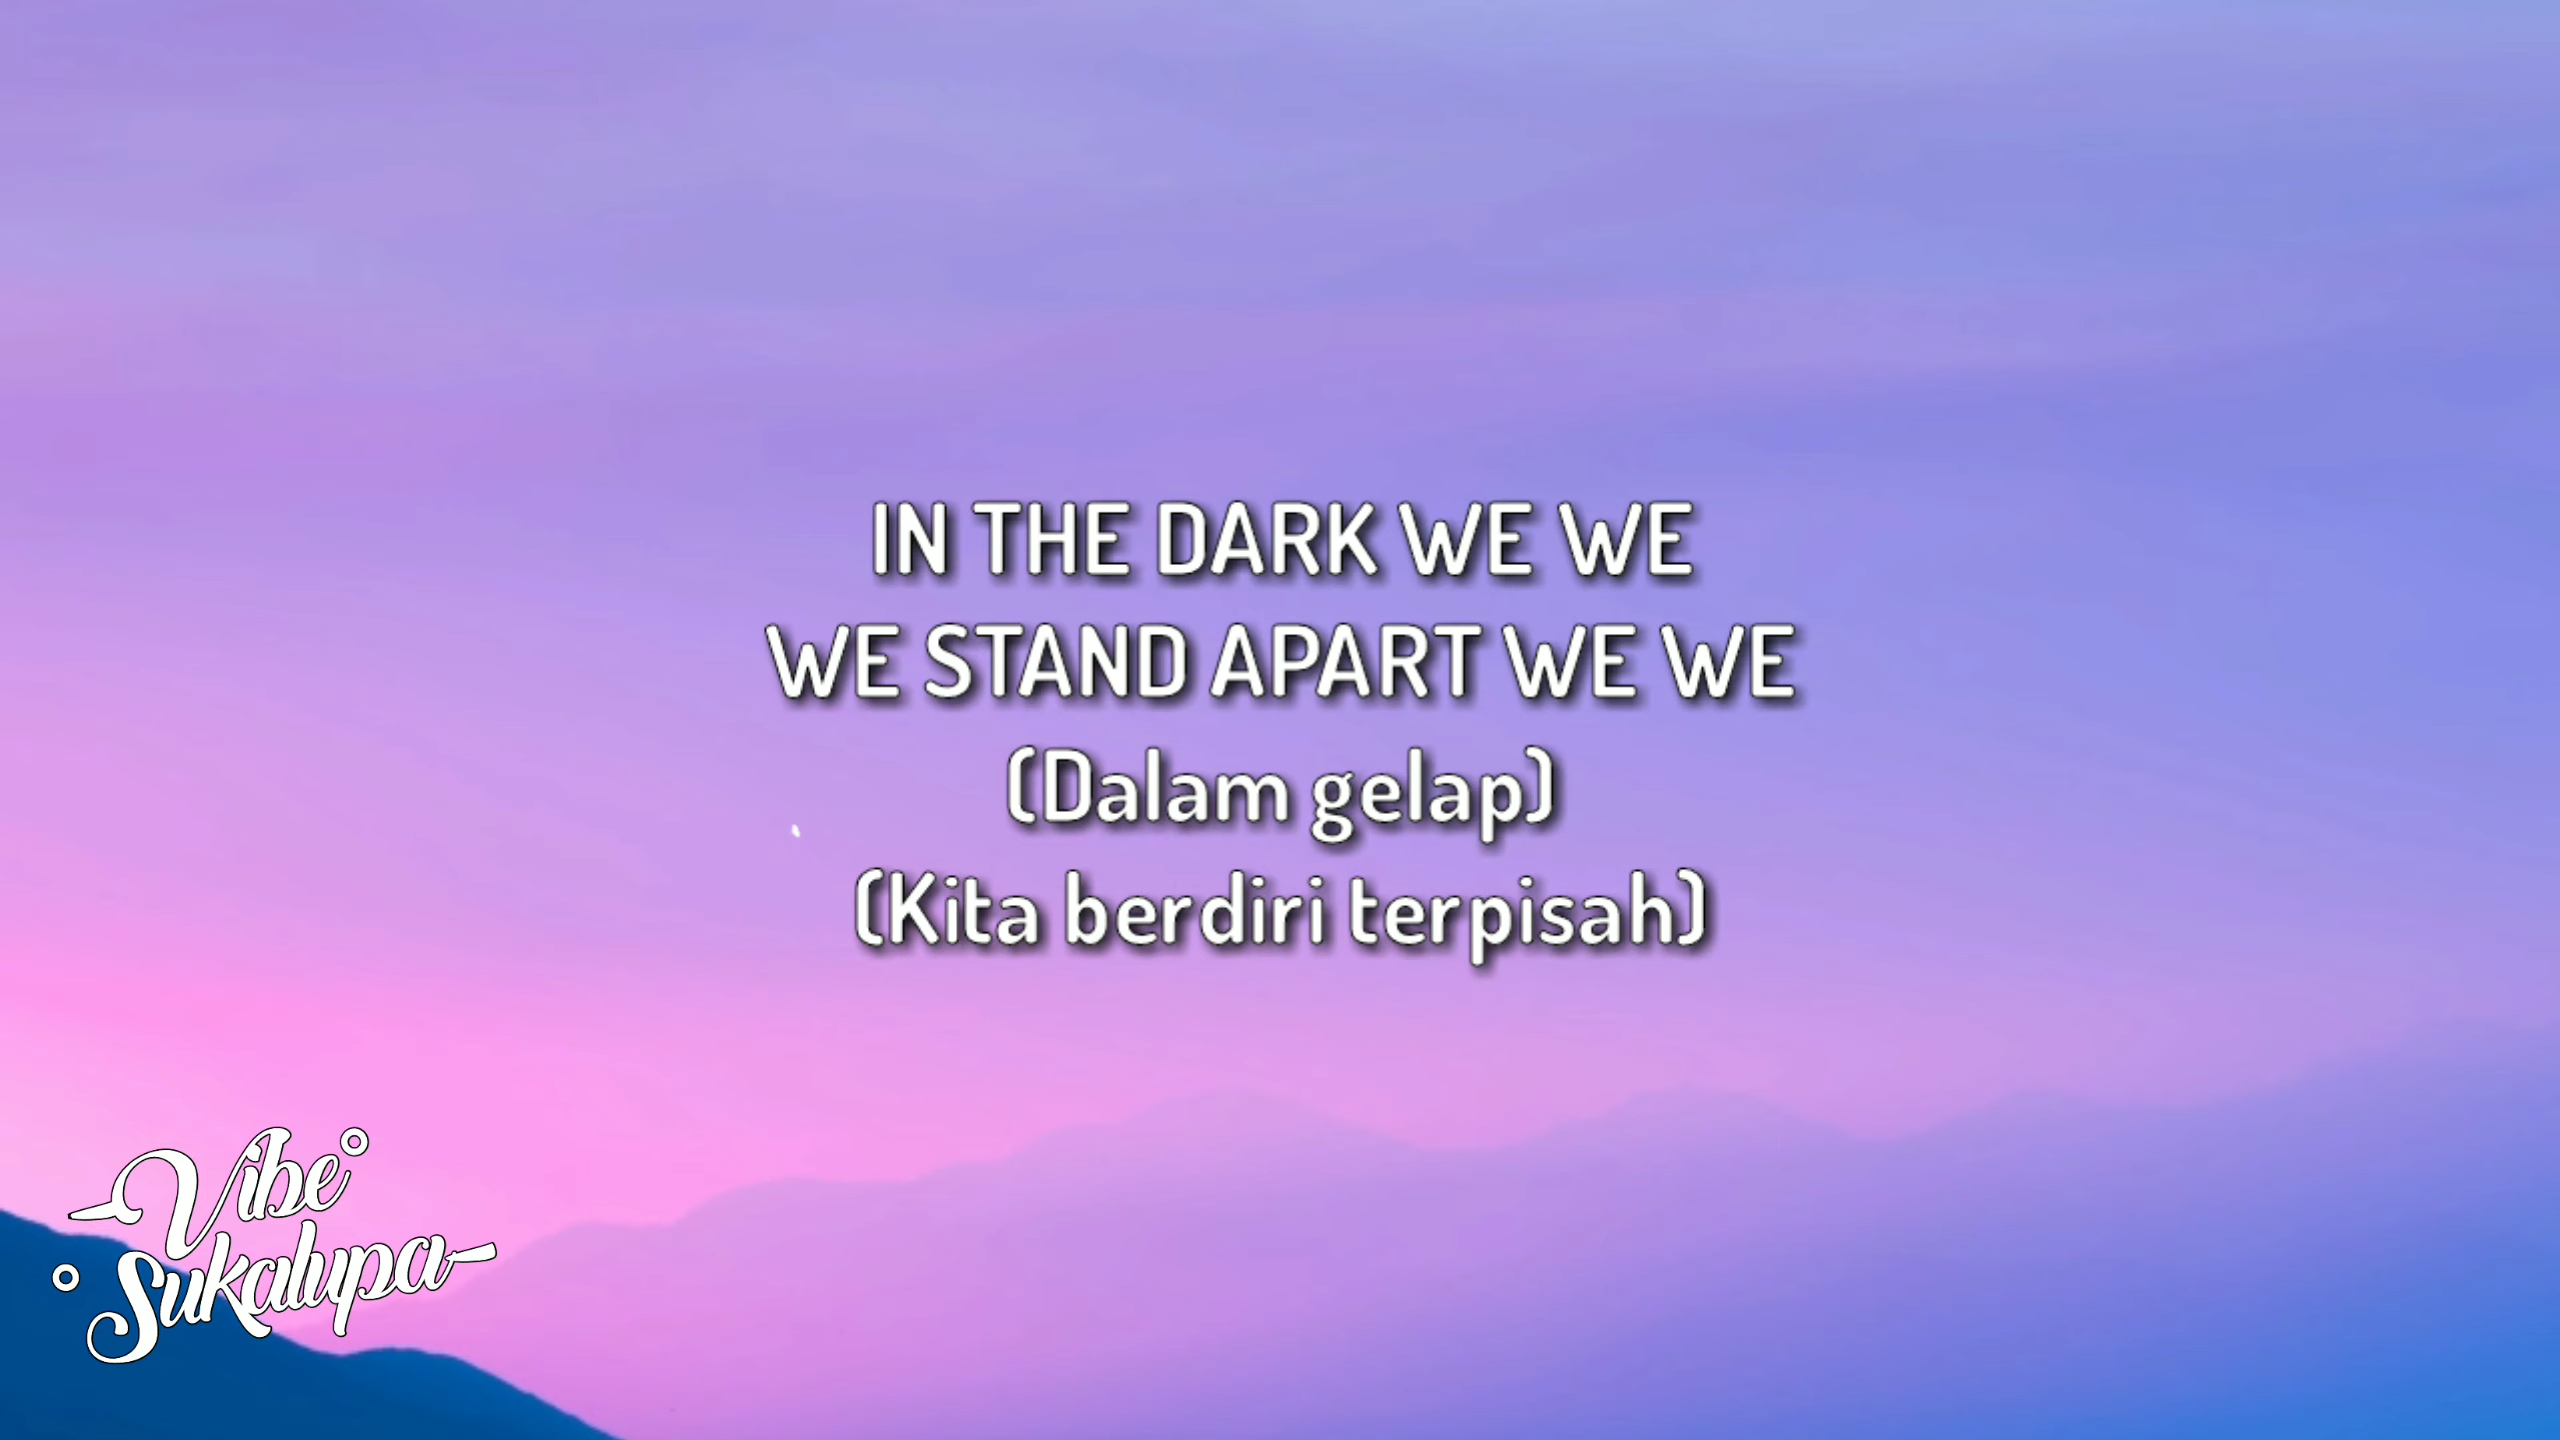 IN THE DARK WE WE
WE STAND APART WE WE
(Dalam gelap)
(Kita berdiri terpisah)
Vibe
Sukalupa